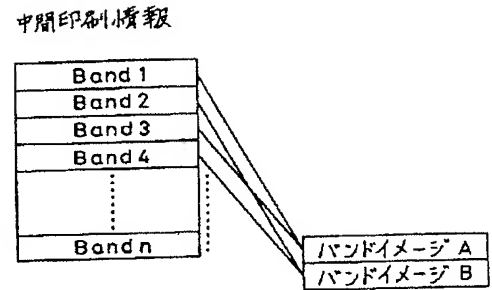 中間印刷情報
Band 1
Band 2
Band 3
Band 4
Band n
バンドイメージ A
バンドイメージ B